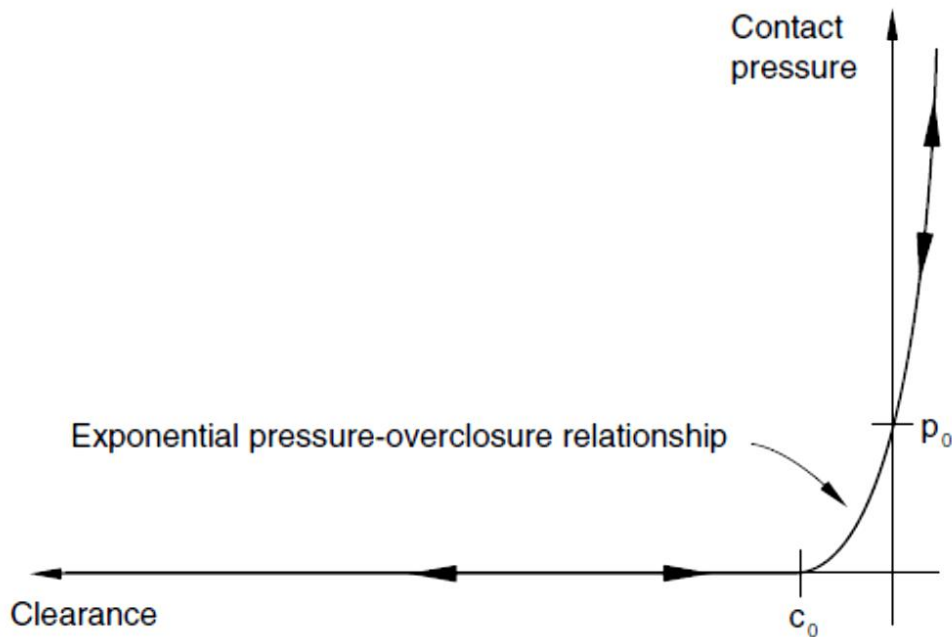 Contact
pressure
Exponential pressure-overclosure relationship
p₀
Clearance
c₀